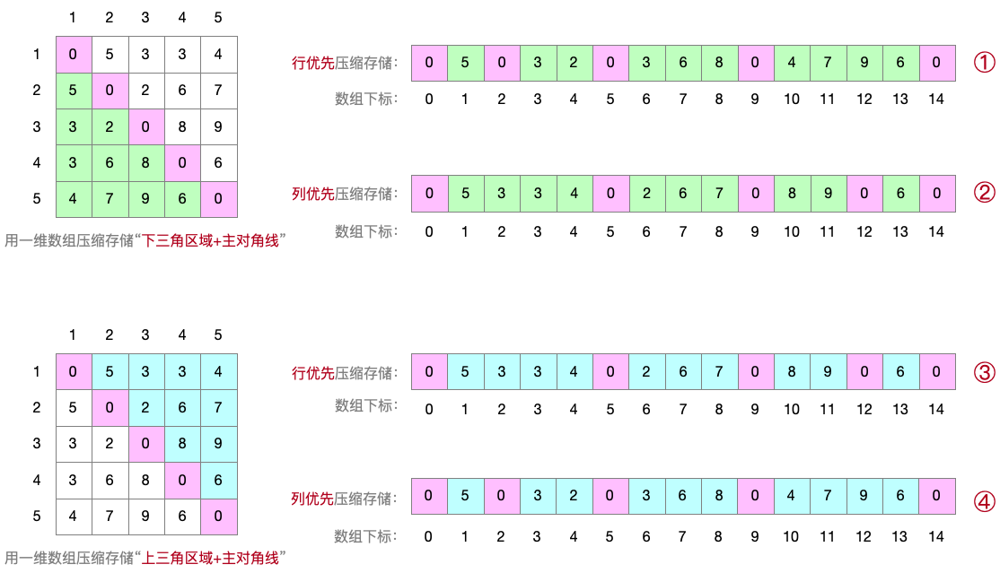 1 2 3 4 5
1 0 5 3 3 4
2 5 0 2 6 7
3 3 2 0 8 9
4 3 6 8 0 6
5 4 7 9 6 0
用一维数组压缩存储“下三角区域+主对角线”
行优先压缩存储： 0 5 0 3 2 0 3 6 8 0 4 7 9 6 0 ①
数组下标： 0 1 2 3 4 5 6 7 8 9 10 11 12 13 14
列优先压缩存储： 0 5 3 3 4 0 2 6 7 0 8 9 0 6 0 ②
数组下标： 0 1 2 3 4 5 6 7 8 9 10 11 12 13 14
1 2 3 4 5
1 0 5 3 3 4
2 5 0 2 6 7
3 3 2 0 8 9
4 3 6 8 0 6
5 4 7 9 6 0
用一维数组压缩存储“上三角区域+主对角线”
行优先压缩存储： 0 5 3 3 4 0 2 6 7 0 8 9 0 6 0 ③
数组下标： 0 1 2 3 4 5 6 7 8 9 10 11 12 13 14
列优先压缩存储： 0 5 0 3 2 0 3 6 8 0 4 7 9 6 0 ④
数组下标： 0 1 2 3 4 5 6 7 8 9 10 11 12 13 14